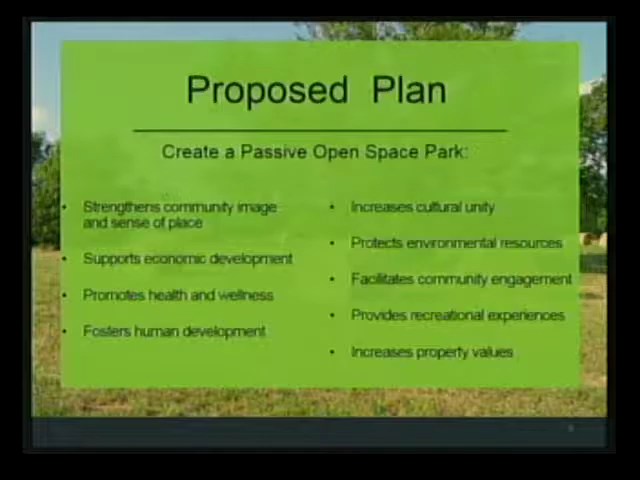 Proposed Plan
Create a Passive Open Space Park:
• Strengthens community image
and sense of place
• Supports economic development
• Promotes health and wellness
• Fosters human development
• Increases cultural unity
• Protects environmental resources
• Facilitates community engagement
• Provides recreational experiences
• Increases property values